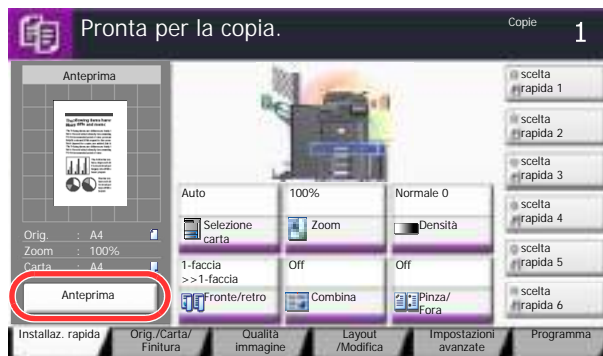 Pronta per la copia.
Copie 1
Anteprima
Orig. : A4
Zoom : 100%
Carta : A4
Anteprima
Auto
Selezione
carta
100%
Zoom
Normale 0
Densità
1-faccia
>>1-faccia
Fronte/retro
Off
Combina
Off
Pinza/
Fora
scelta
rapida 1
scelta
rapida 2
scelta
rapida 3
scelta
rapida 4
scelta
rapida 5
scelta
rapida 6
Installaz. rapida
Orig./Carta/
Finitura
Qualità
immagine
Layout
/Modifica
Impostazioni
avanzate
Programma